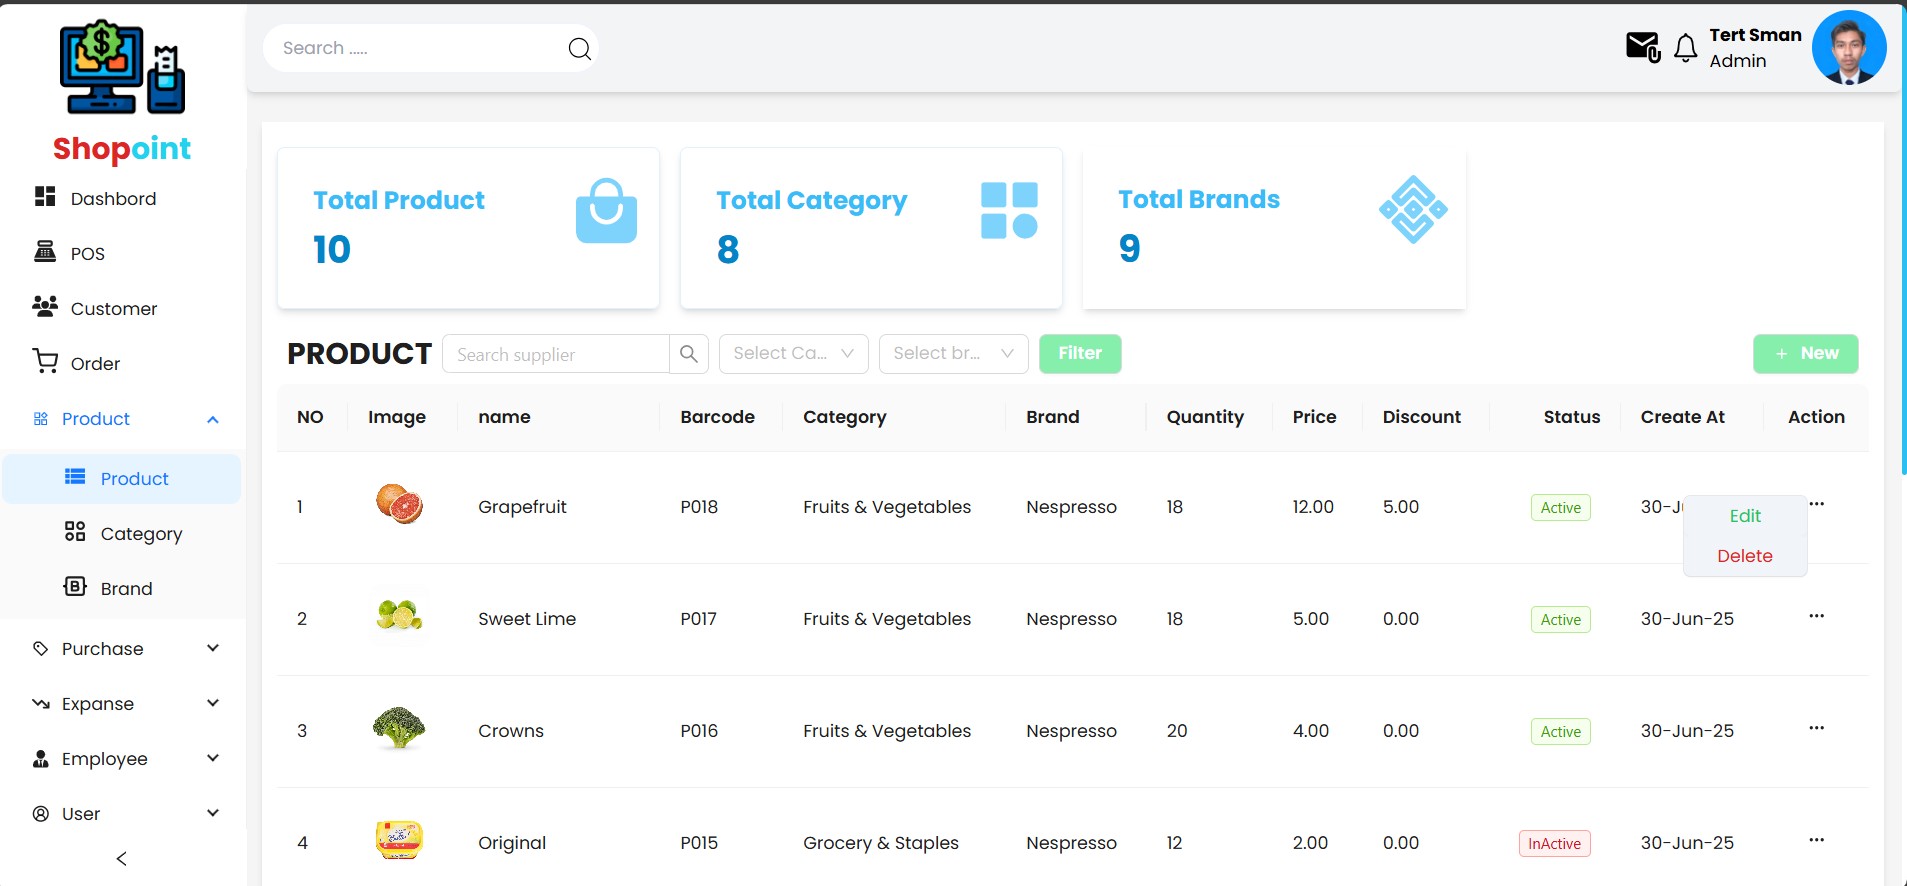 Search .....
Tert Sman
Admin
Shopoint
Dashbord
POS
Customer
Order
Product
Product
Category
Brand
Purchase
Expanse
Employee
User
Total Product
10
Total Category
8
Total Brands
9
PRODUCT Search supplier Select Ca... Select br... Filter + New
NO Image name Barcode Category Brand Quantity Price Discount Status Create At Action
1 Grapefruit P018 Fruits & Vegetables Nespresso 18 12.00 5.00 Active 30-J ...
Edit
Delete
2 Sweet Lime P017 Fruits & Vegetables Nespresso 18 5.00 0.00 Active 30-Jun-25 ...
3 Crowns P016 Fruits & Vegetables Nespresso 20 4.00 0.00 Active 30-Jun-25 ...
4 Original P015 Grocery & Staples Nespresso 12 2.00 0.00 InActive 30-Jun-25 ...